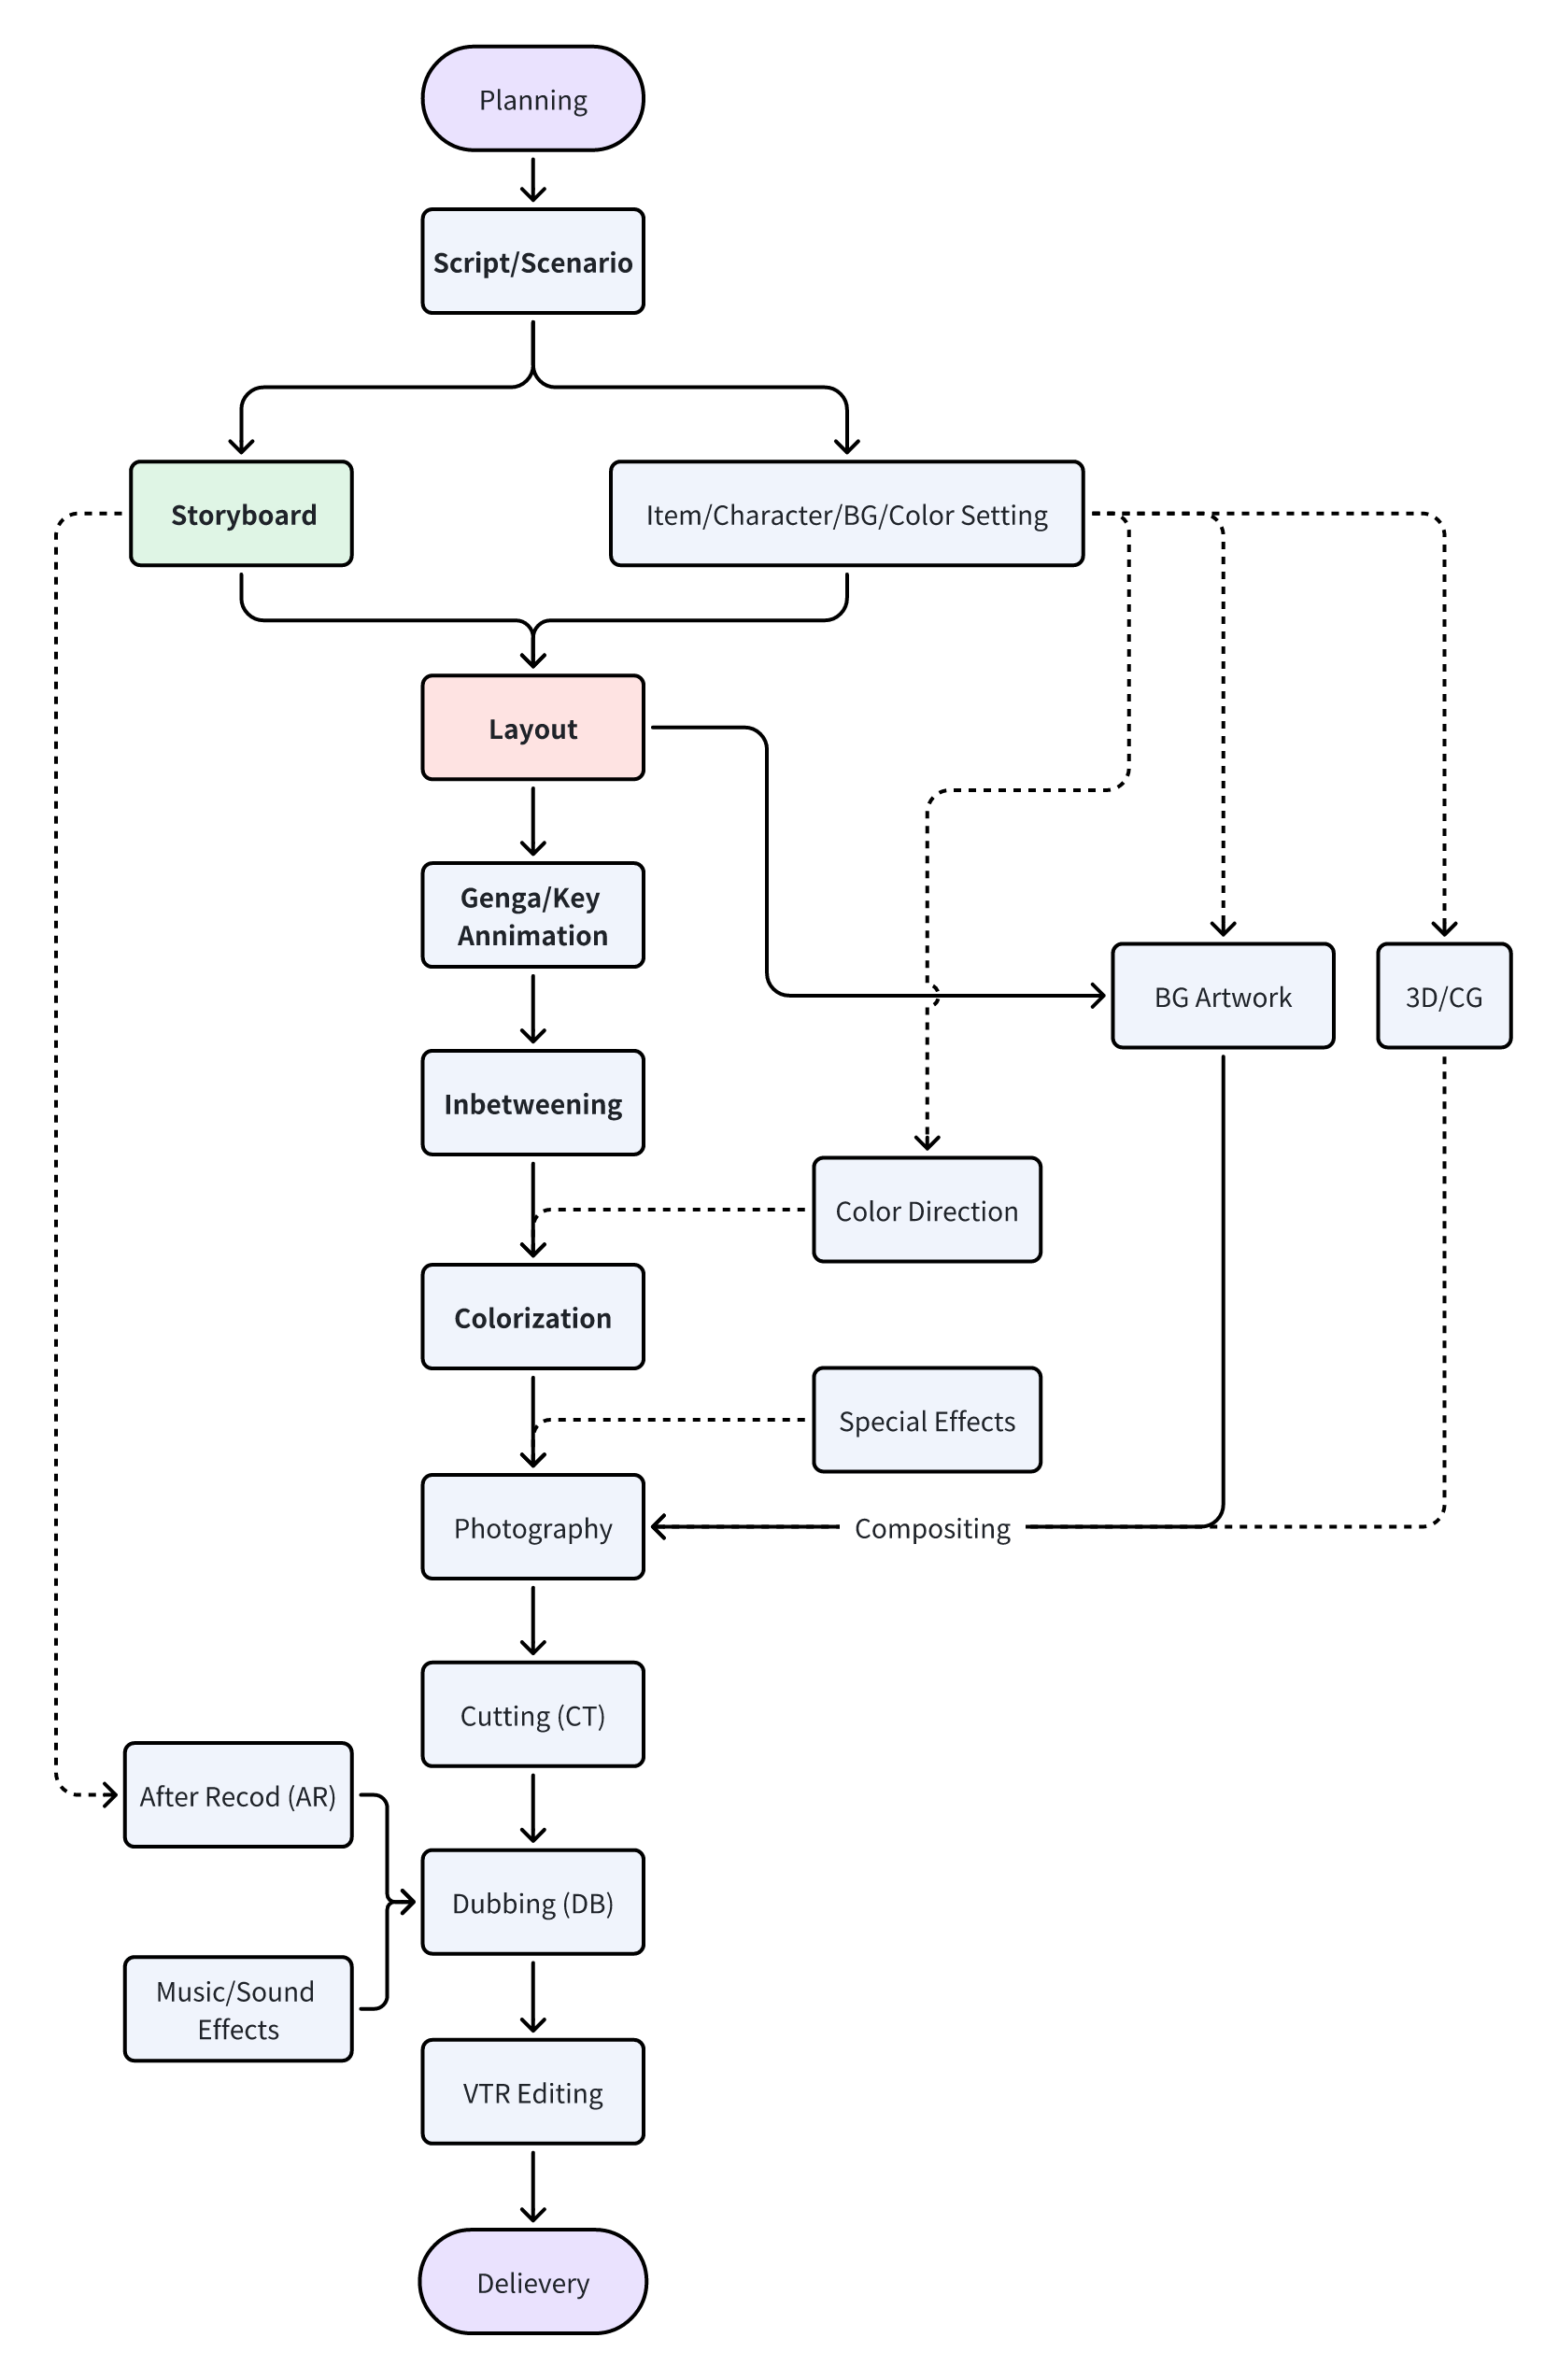 Planning
Script/Scenario
Storyboard
Item/Character/BG/Color Setting
Layout
Genga/Key
Annimation
BG Artwork
3D/CG
Inbetweening
Color Direction
Colorization
Special Effects
Photography
Compositing
Cutting (CT)
After Recod (AR)
Dubbing (DB)
Music/Sound
Effects
VTR Editing
Delievery